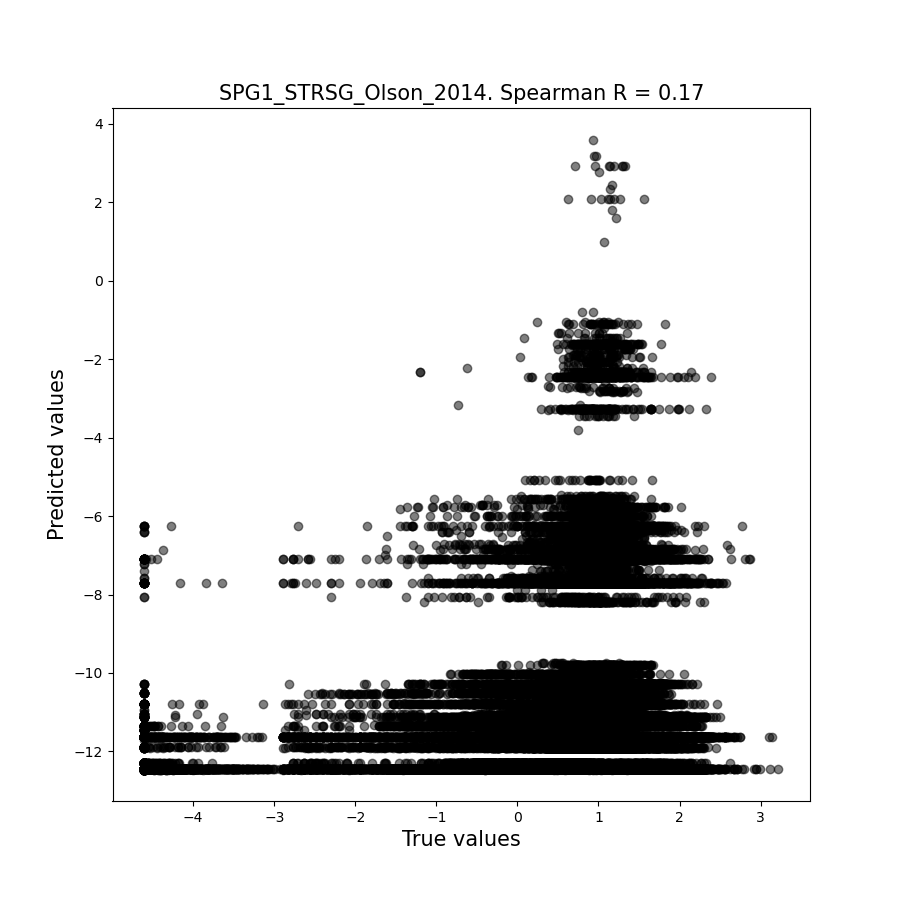 SPG1_STRSG_Olson_2014. Spearman R = 0.17
4
2
0
−2
−4
−6
−8
−10
−12
Predicted values
−4 −3 −2 −1 0 1 2 3
True values